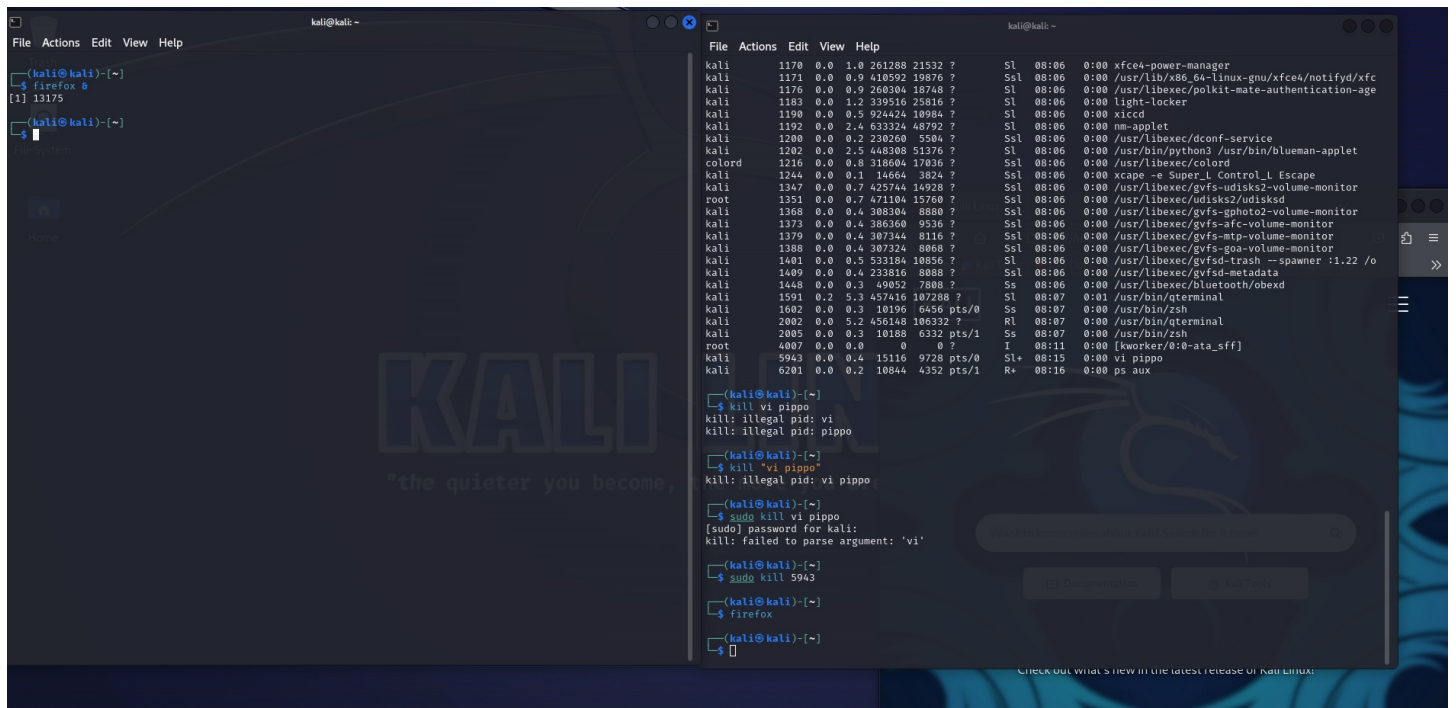 kali@kali: ~
File Actions Edit View Help
┌──(kali㉿kali)-[~]
└─$ firefox &
[1] 13175
┌──(kali㉿kali)-[~]
└─$
File System
Home
KALI LIN
"the quieter you become,
kali@kali: ~
File Actions Edit View Help
kali 1170 0.0 1.0 261288 21532 ? Sl 08:06 0:00 xfce4-power-manager
kali 1171 0.0 0.9 410592 19876 ? Ssl 08:06 0:00 /usr/lib/x86_64-linux-gnu/xfce4/notifyd/xfc
kali 1176 0.0 0.9 260304 18748 ? Sl 08:06 0:00 /usr/libexec/polkit-mate-authentication-age
kali 1183 0.0 1.2 339516 25816 ? Sl 08:06 0:00 light-locker
kali 1190 0.0 0.5 924424 10984 ? Sl 08:06 0:00 xiccd
kali 1192 0.0 2.4 633324 48792 ? Sl 08:06 0:00 nm-applet
kali 1200 0.0 0.2 230260 5504 ? Ssl 08:06 0:00 /usr/libexec/dconf-service
kali 1202 0.0 2.5 448308 51376 ? Sl 08:06 0:00 /usr/bin/python3 /usr/bin/blueman-applet
colord 1216 0.0 0.8 318604 17036 ? Ssl 08:06 0:00 /usr/libexec/colord
kali 1244 0.0 0.1 14664 3824 ? Ssl 08:06 0:00 xcape -e Super_L Control_L Escape
kali 1347 0.0 0.7 425744 14928 ? Ssl 08:06 0:00 /usr/libexec/gvfs-udisks2-volume-monitor
root 1351 0.0 0.7 471104 15760 ? Ssl 08:06 0:00 /usr/libexec/udisks2/udisksd
kali 1368 0.0 0.4 308304 8880 ? Ssl 08:06 0:00 /usr/libexec/gvfs-gphoto2-volume-monitor
kali 1373 0.0 0.4 386360 9536 ? Ssl 08:06 0:00 /usr/libexec/gvfs-afc-volume-monitor
kali 1379 0.0 0.4 307344 8116 ? Ssl 08:06 0:00 /usr/libexec/gvfs-mtp-volume-monitor
kali 1388 0.0 0.4 307324 8068 ? Ssl 08:06 0:00 /usr/libexec/gvfs-goa-volume-monitor
kali 1401 0.0 0.5 533184 10856 ? Sl 08:06 0:00 /usr/libexec/gvfsd-trash --spawner :1.22 /o
kali 1409 0.0 0.4 233816 8088 ? Ssl 08:06 0:00 /usr/libexec/gvfsd-metadata
kali 1448 0.0 0.3 49052 7808 ? Ss 08:06 0:00 /usr/libexec/bluetooth/obexd
kali 1591 0.2 5.3 457416 107288 ? Sl 08:07 0:01 /usr/bin/qterminal
kali 1602 0.0 0.3 10196 6456 pts/0 Ss 08:07 0:00 /usr/bin/zsh
kali 2002 0.0 5.2 456148 106332 ? Rl 08:07 0:00 /usr/bin/qterminal
kali 2005 0.0 0.3 10188 6332 pts/1 Ss 08:07 0:00 /usr/bin/zsh
root 4007 0.0 0.0 0 0 ? I 08:11 0:00 [kworker/0:0-ata_sff]
kali 5943 0.0 0.4 15116 9728 pts/0 Sl+ 08:15 0:00 vi pippo
kali 6201 0.0 0.2 10844 4352 pts/1 R+ 08:16 0:00 ps aux
┌──(kali㉿kali)-[~]
└─$ kill vi pippo
kill: illegal pid: vi
kill: illegal pid: pippo
┌──(kali㉿kali)-[~]
└─$ kill "vi pippo"
kill: illegal pid: vi pippo
┌──(kali㉿kali)-[~]
└─$ sudo kill vi pippo
[sudo] password for kali:
kill: failed to parse argument: 'vi'
┌──(kali㉿kali)-[~]
└─$ sudo kill 5943
┌──(kali㉿kali)-[~]
└─$ firefox
┌──(kali㉿kali)-[~]
└─$
Check out what's new in the latest release of Kali Linux!